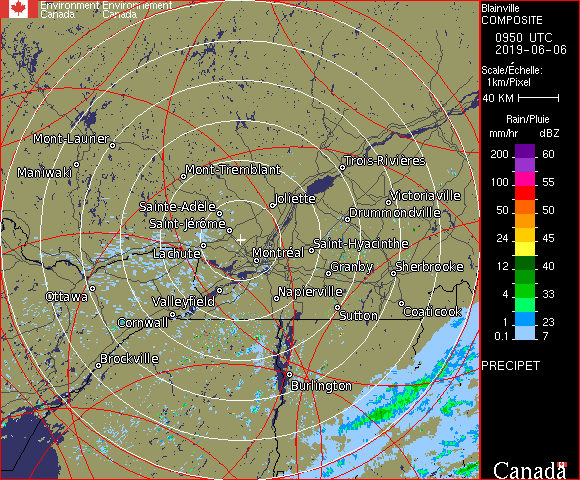 Environment Environnement
Canada Canada
Blainville
COMPOSITE
0950 UTC
2019-06-06
Scale/Échelle:
1km/Pixel
40 KM
Rain/Pluie
mm/hr dBZ
200 60
100 55
50 50
24 45
12 40
4 33
1 23
0.1 7
PRECIPET
Canada
Mont-Laurier
Maniwaki
Mont-Tremblant
Trois-Rivières
Joliette
Victoriaville
Sainte-Adèle
Drummondville
Saint-Jérôme
Lachute
Saint-Hyacinthe
Montréal
Granby
Sherbrooke
Ottawa
Valleyfield
Napierville
Sutton
Coaticook
Cornwall
Brockville
Burlington